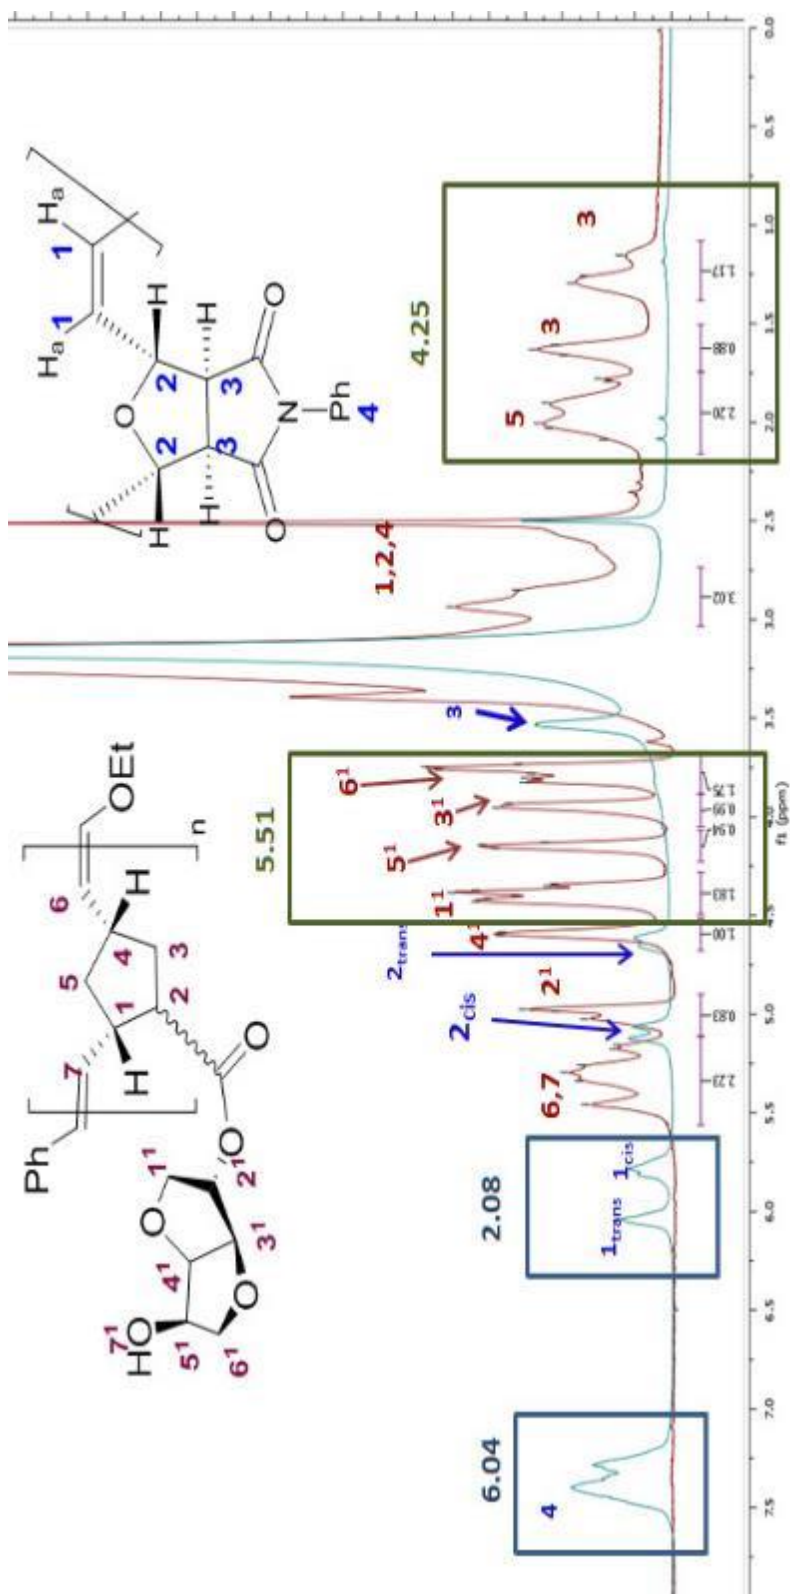 Ph
7
6
OEt
n
5
4
H
1
3
H
2
O
O
1¹
2¹
O
3¹
4¹
O
7¹
HO
5¹
6¹
Hₐ
1
1
Hₐ
H
2
O
2
H
3
3
H
H
O
N
O
Ph
4
6.04
4
2.08
1trans
1cis
6,7
2cis
2¹
2trans
4¹
5.51
1¹
5¹
3¹
6¹
3
1,2,4
4.25
5
3
3
2.23
0.83
1.00
1.83
0.94
0.99
1.75
3.02
2.20
0.88
1.17
7.5 7.0 6.5 6.0 5.5 5.0 4.5 4.0 3.5 3.0 2.5 2.0 1.5 1.0 0.5 0.0
f1 (ppm)